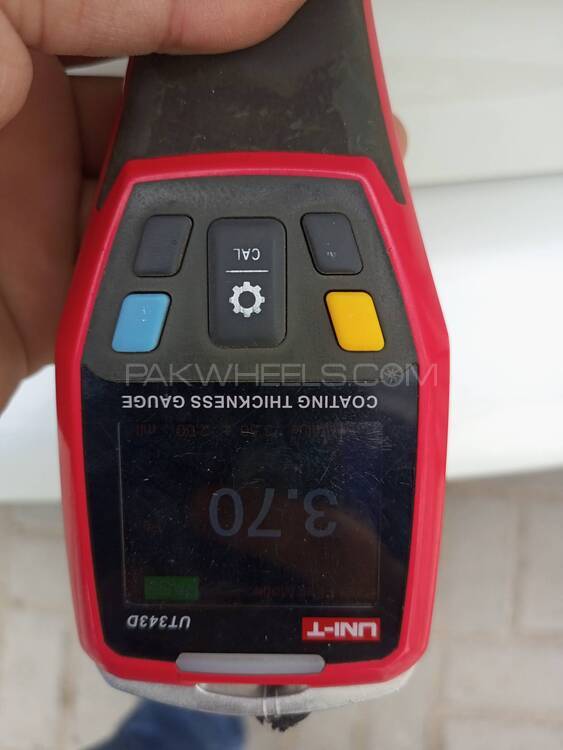 UNI-T UT343D
3.70
COATING THICKNESS GAUGE
PAKWHEELS.COM
CAL